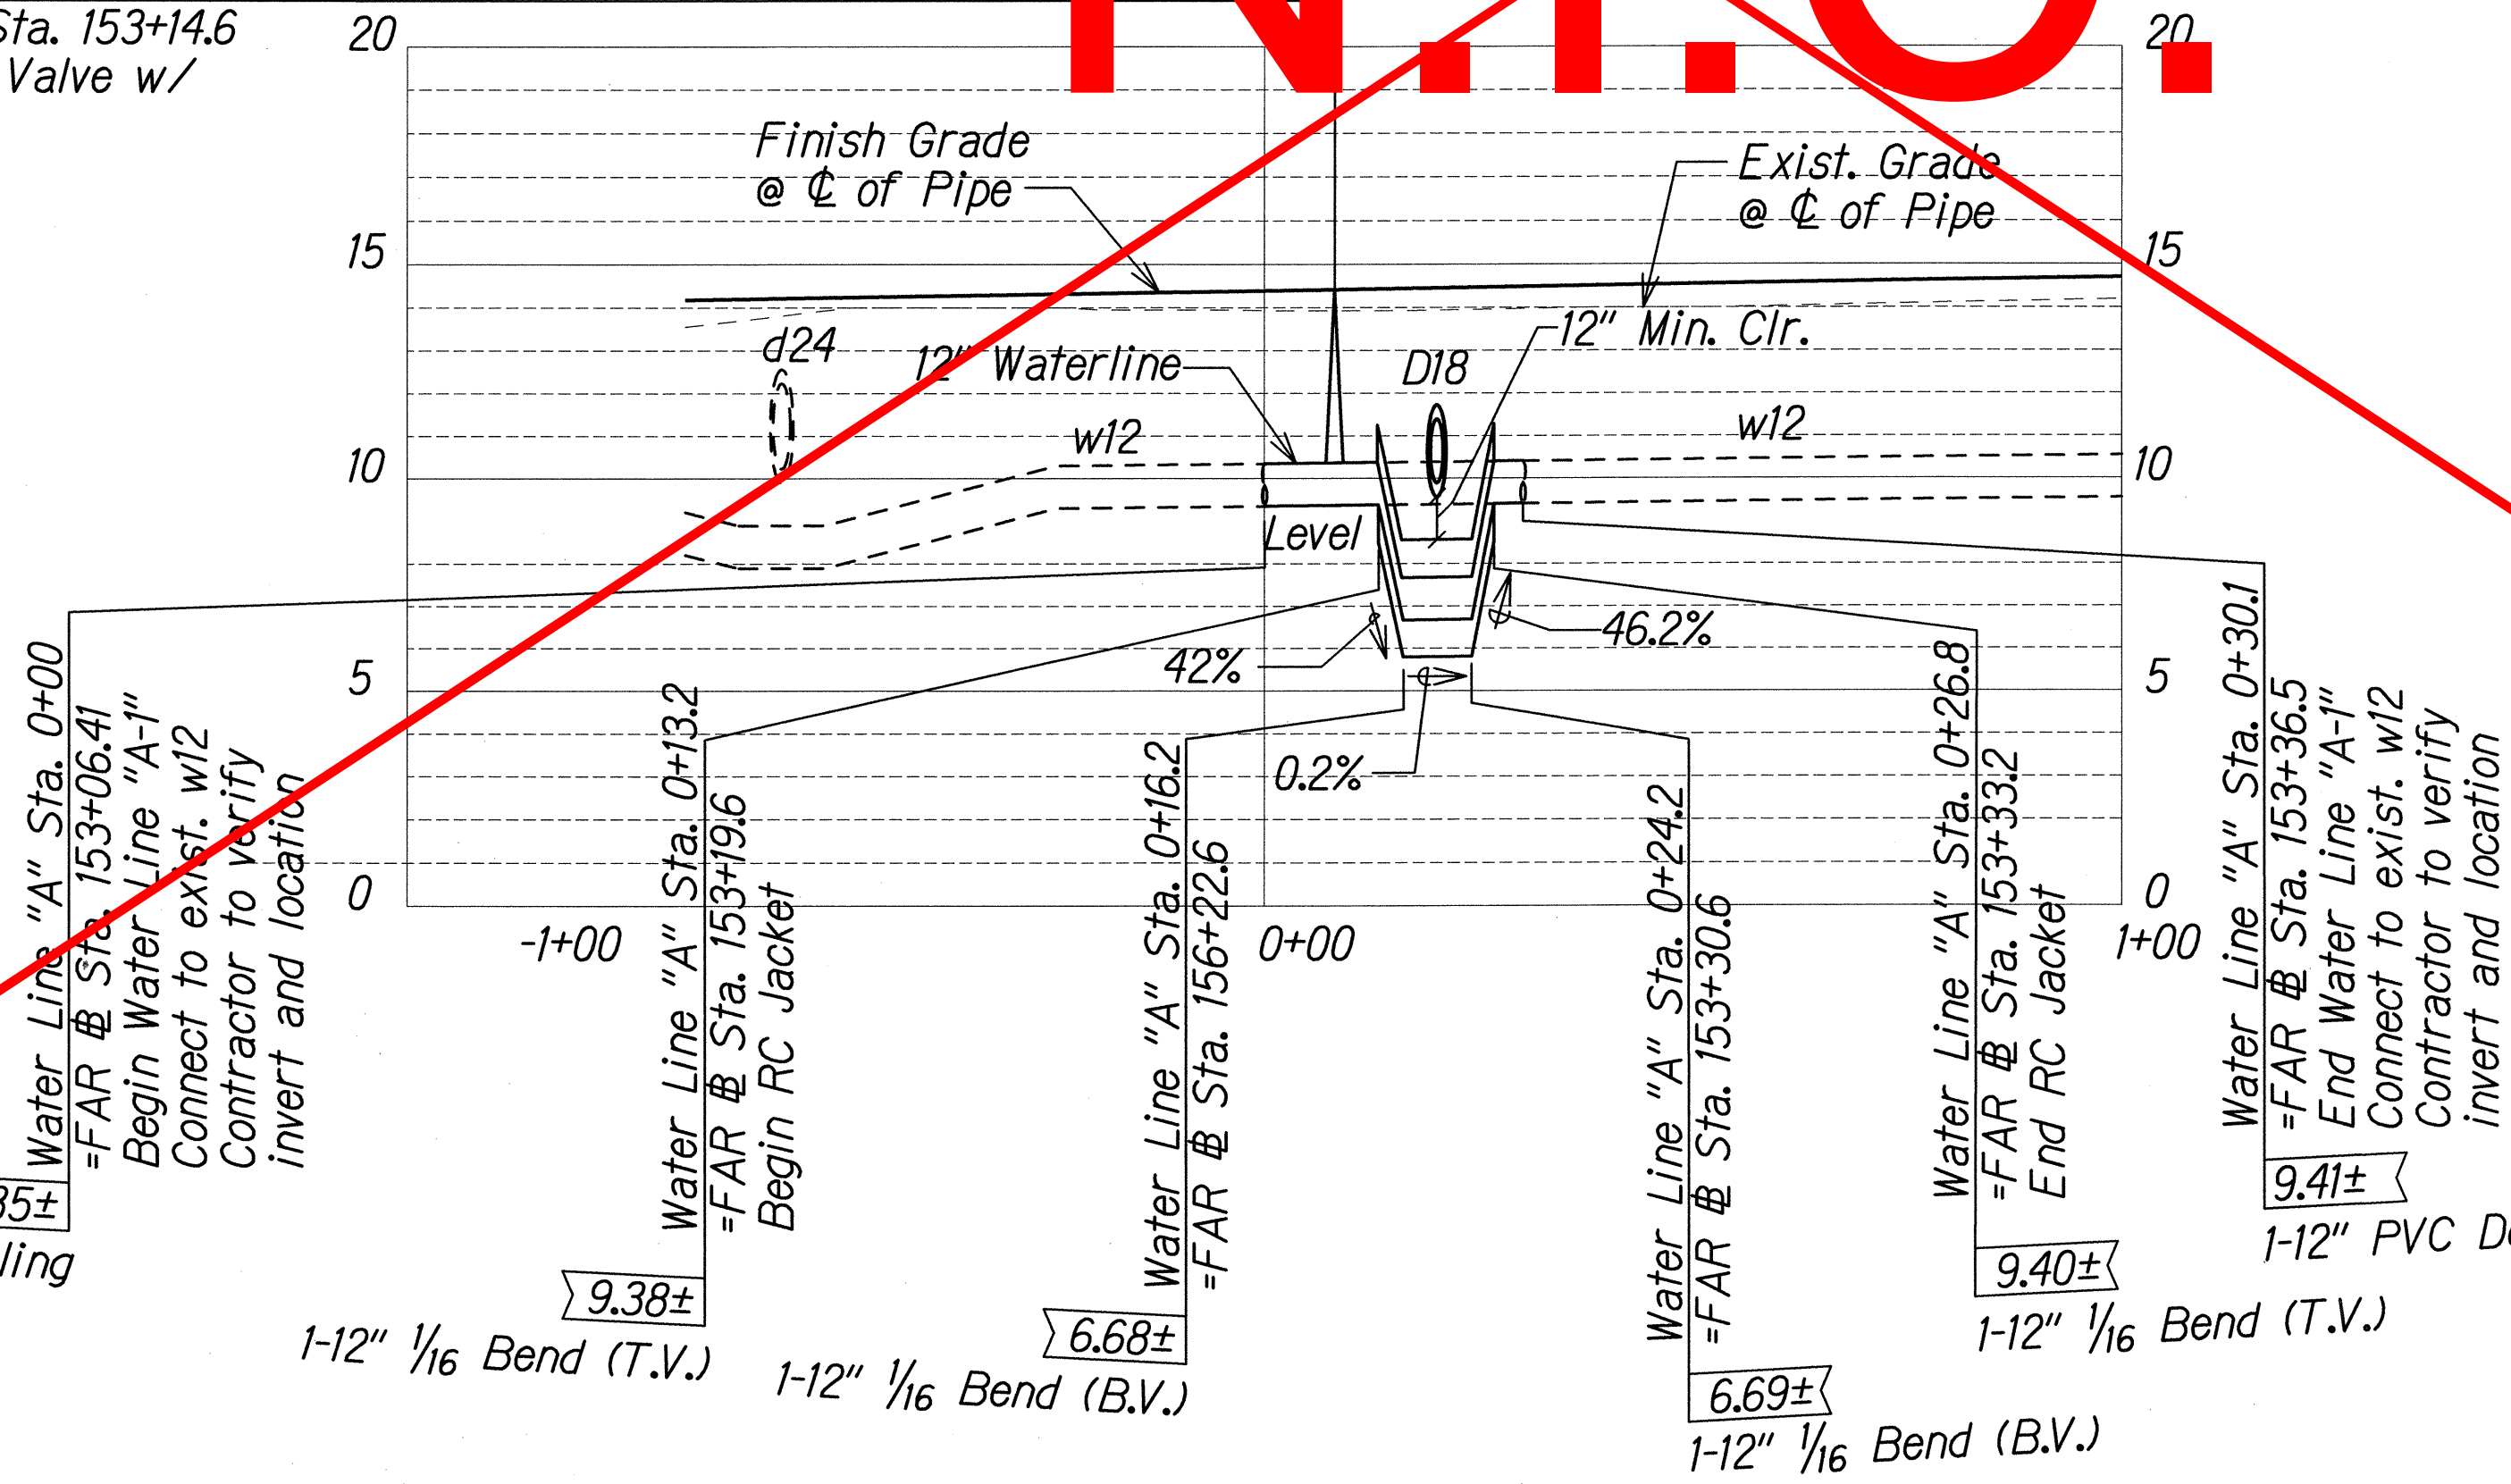 Sta. 153+14.6
Valve w/
N.I.C.
20
20
Finish Grade
@ ℄ of Pipe
Exist. Grade
@ ℄ of Pipe
15
15
d24
12" Waterline
D18
12" Min. Clr.
w12
w12
10
10
Level
42%
46.2%
5
5
0.2%
0
0
-1+00
0+00
1+00
Water Line "A" Sta. 0+00
=FAR Sta. 153+06.41
Begin Water Line "A-1"
Connect to exist. w12
Contractor to verify
invert and location
35±
ling
Water Line "A" Sta. 0+13.2
=FAR Sta. 153+19.6
Begin RC Jacket
9.38±
1-12" 1/16 Bend (T.V.)
Water Line "A" Sta. 0+16.2
=FAR Sta. 156+22.6
6.68±
1-12" 1/16 Bend (B.V.)
Water Line "A" Sta. 0+24.2
=FAR Sta. 153+30.6
6.69±
1-12" 1/16 Bend (B.V.)
Water Line "A" Sta. 0+26.8
=FAR Sta. 153+33.2
End RC Jacket
9.40±
1-12" 1/16 Bend (T.V.)
Water Line "A" Sta. 0+30.1
=FAR Sta. 153+36.5
End Water Line "A-1"
Connect to exist. w12
Contractor to verify
invert and location
9.41±
1-12" PVC